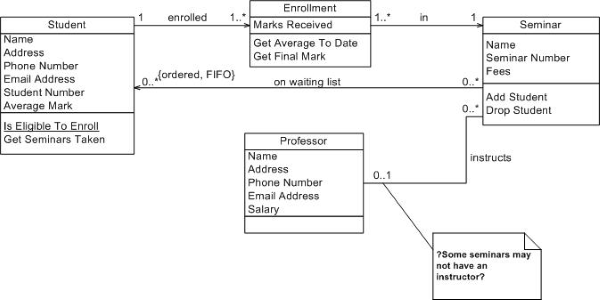 Student
Name
Address
Phone Number
Email Address
Student Number
Average Mark
Is Eligible To Enroll
Get Seminars Taken
1 enrolled 1..*
Enrollment
Marks Received
Get Average To Date
Get Final Mark
1..* in 1
Seminar
Name
Seminar Number
Fees
Add Student
Drop Student
{ordered, FIFO}
0..* on waiting list 0..*
0..*
instructs
Professor
Name
Address
Phone Number
Email Address
Salary
0..1
?Some seminars may
not have an
instructor?